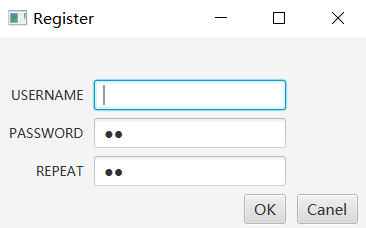 Register
USERNAME
PASSWORD ●●
REPEAT ●●
OK Canel